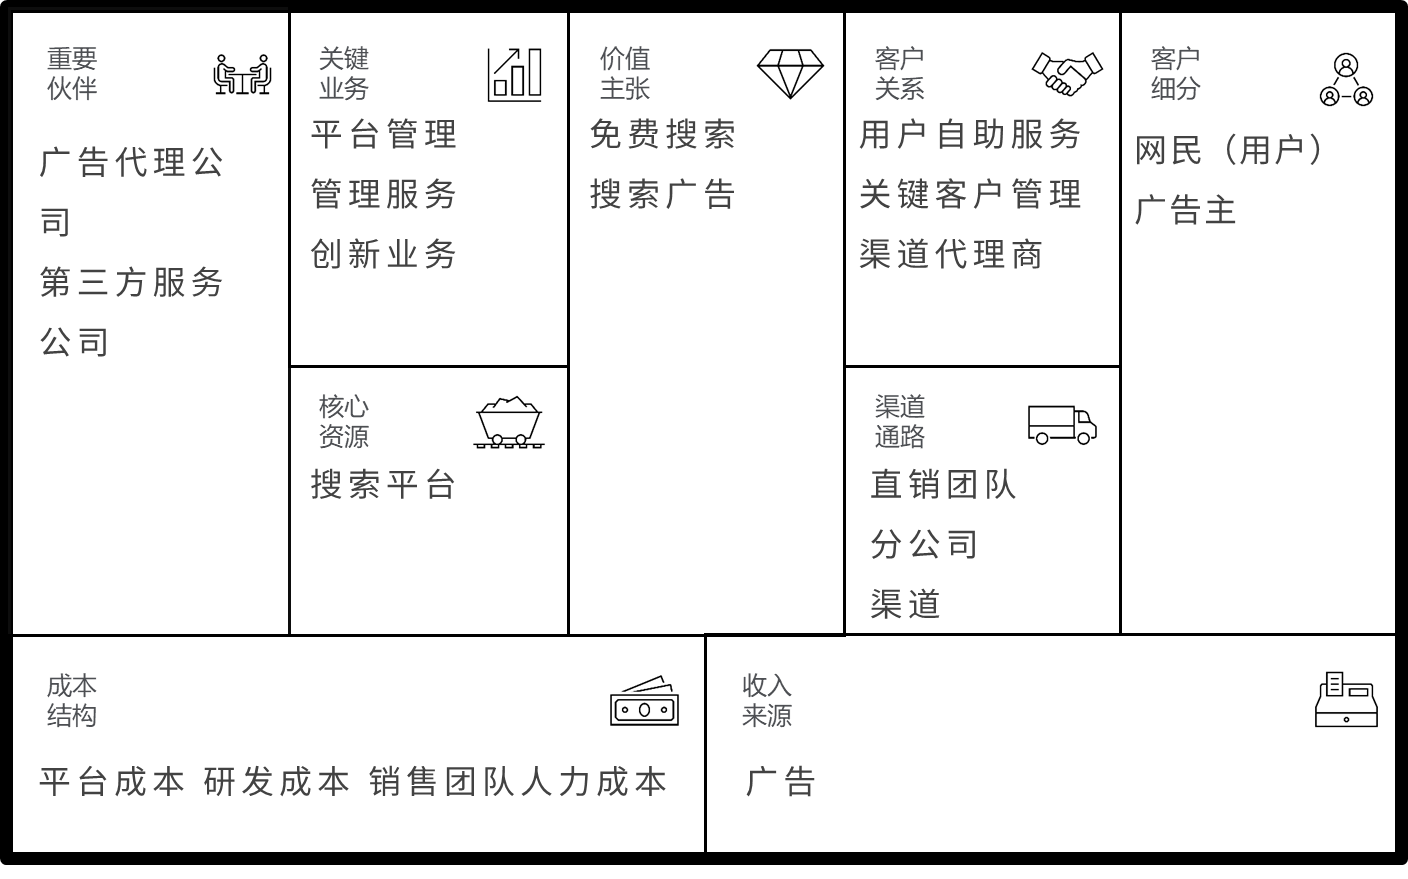 重要
伙伴
广告代理公
司
第三方服务
公司
关键
业务
平台管理
管理服务
创新业务
核心
资源
搜索平台
价值
主张
免费搜索
搜索广告
客户
关系
用户自助服务
关键客户管理
渠道代理商
渠道
通路
直销团队
分公司
渠道
客户
细分
网民（用户）
广告主
成本
结构
平台成本 研发成本 销售团队人力成本
收入
来源
广告